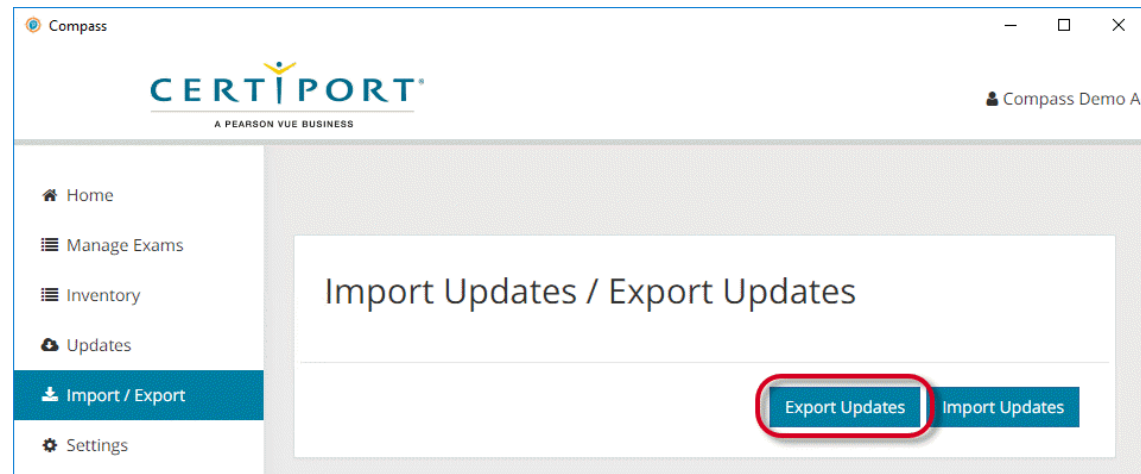 Compass
CERTIPORT®
A PEARSON VUE BUSINESS
Compass Demo A
Home
Manage Exams
Inventory
Updates
Import / Export
Settings
Import Updates / Export Updates
Export Updates
Import Updates